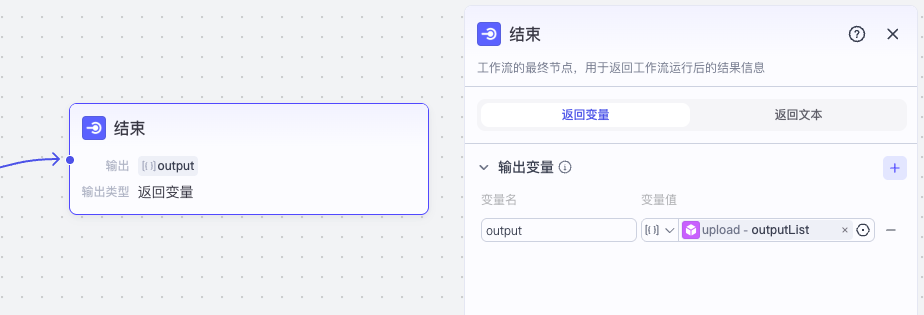 结束
输出 [{}] output
输出类型 返回变量
结束
工作流的最终节点，用于返回工作流运行后的结果信息
返回变量 返回文本
输出变量
变量名 变量值
output [{}] upload - outputList ×